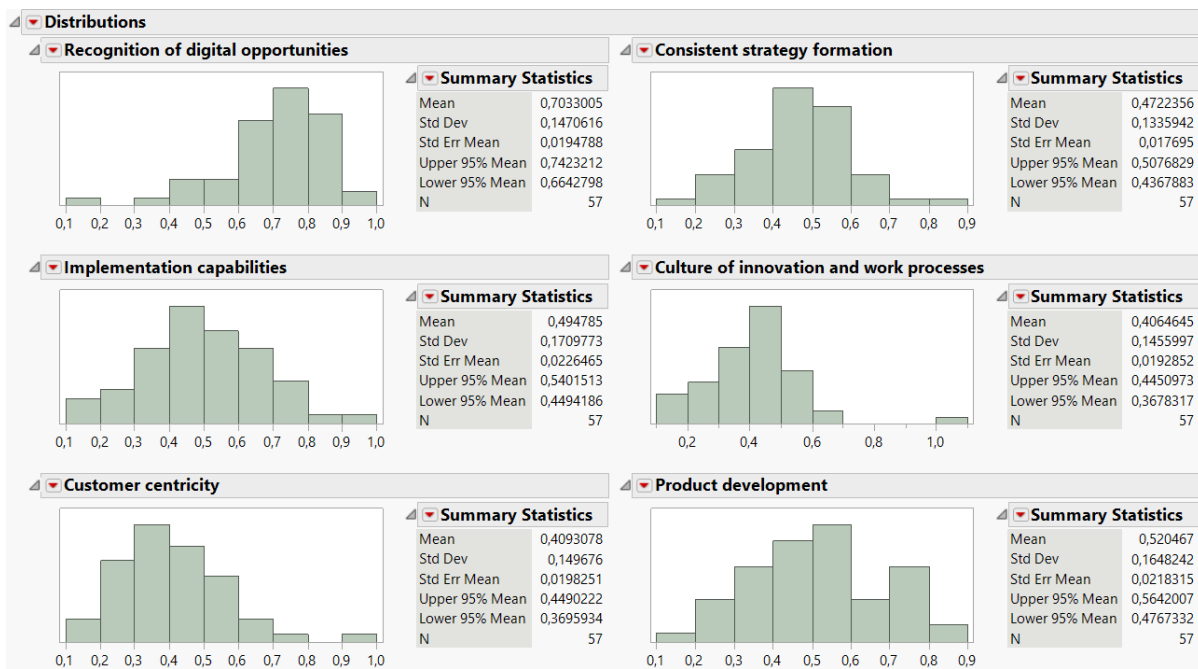 Distributions
Recognition of digital opportunities
Summary Statistics
Mean 0,7033005
Std Dev 0,1470616
Std Err Mean 0,0194788
Upper 95% Mean 0,7423212
Lower 95% Mean 0,6642798
N 57
0,1 0,2 0,3 0,4 0,5 0,6 0,7 0,8 0,9 1,0
Consistent strategy formation
Summary Statistics
Mean 0,4722356
Std Dev 0,1335942
Std Err Mean 0,017695
Upper 95% Mean 0,5076829
Lower 95% Mean 0,4367883
N 57
0,1 0,2 0,3 0,4 0,5 0,6 0,7 0,8 0,9
Implementation capabilities
Summary Statistics
Mean 0,494785
Std Dev 0,1709773
Std Err Mean 0,0226465
Upper 95% Mean 0,5401513
Lower 95% Mean 0,4494186
N 57
0,1 0,2 0,3 0,4 0,5 0,6 0,7 0,8 0,9 1,0
Culture of innovation and work processes
Summary Statistics
Mean 0,4064645
Std Dev 0,1455997
Std Err Mean 0,0192852
Upper 95% Mean 0,4450973
Lower 95% Mean 0,3678317
N 57
0,2 0,4 0,6 0,8 1,0
Customer centricity
Summary Statistics
Mean 0,4093078
Std Dev 0,149676
Std Err Mean 0,0198251
Upper 95% Mean 0,4490222
Lower 95% Mean 0,3695934
N 57
0,1 0,2 0,3 0,4 0,5 0,6 0,7 0,8 0,9 1,0
Product development
Summary Statistics
Mean 0,520467
Std Dev 0,1648242
Std Err Mean 0,0218315
Upper 95% Mean 0,5642007
Lower 95% Mean 0,4767332
N 57
0,1 0,2 0,3 0,4 0,5 0,6 0,7 0,8 0,9